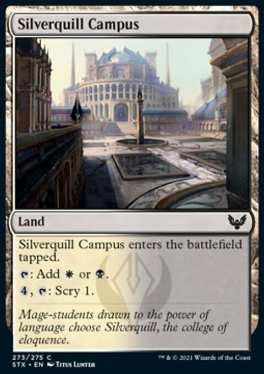 Silverquill Campus
Land
Silverquill Campus enters the battlefield
tapped.
: Add or .
4, : Scry 1.
Mage-students drawn to the power of
language choose Silverquill, the college of
eloquence.
273/275 C
STX • EN Titus Lunter
™ & © 2021 Wizards of the Coast